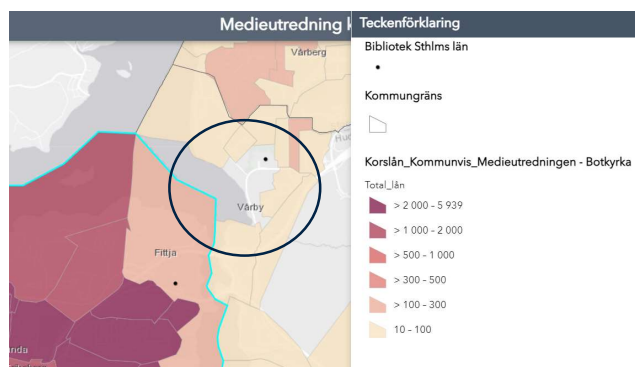 Medieutredning k
Teckenförklaring
Vårberg
Vårby
Fittja
Bibliotek Sthlms län
Kommungräns
Korslån_Kommunvis_Medieutredningen - Botkyrka
Total_lån
> 2 000 - 5 939
> 1 000 - 2 000
> 500 - 1 000
> 300 - 500
> 100 - 300
10 - 100